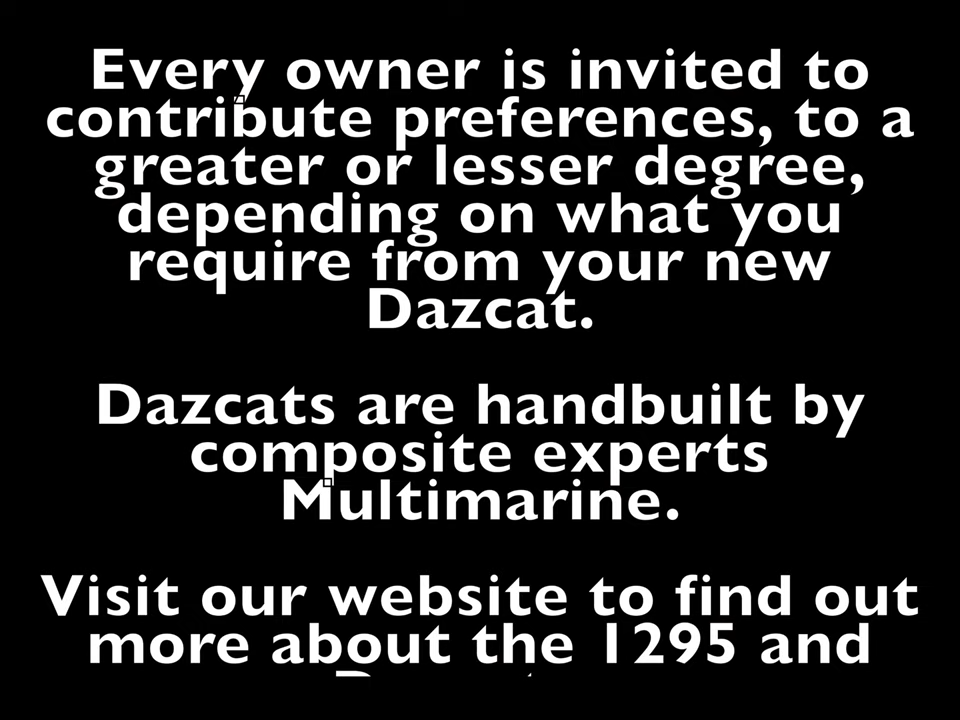 Every owner is invited to
contribute preferences, to a
greater or lesser degree,
depending on what you
require from your new
Dazcat.
Dazcats are handbuilt by
composite experts
Multimarine.
Visit our website to find out
more about the 1295 and